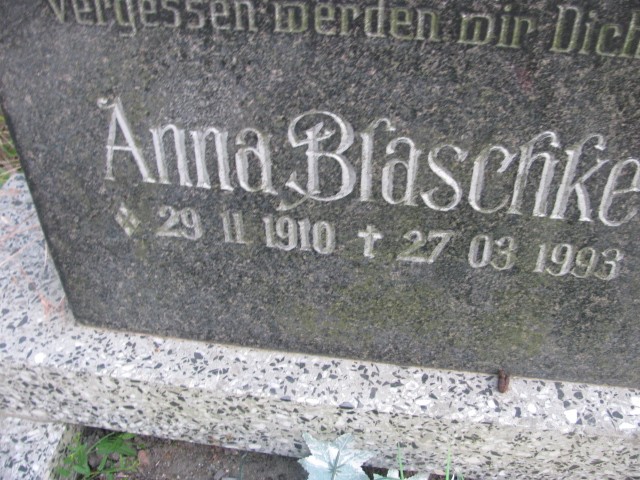 Vergessen werden wir Dich
Anna Blaschke
29 11 1910 † 27 03 1993